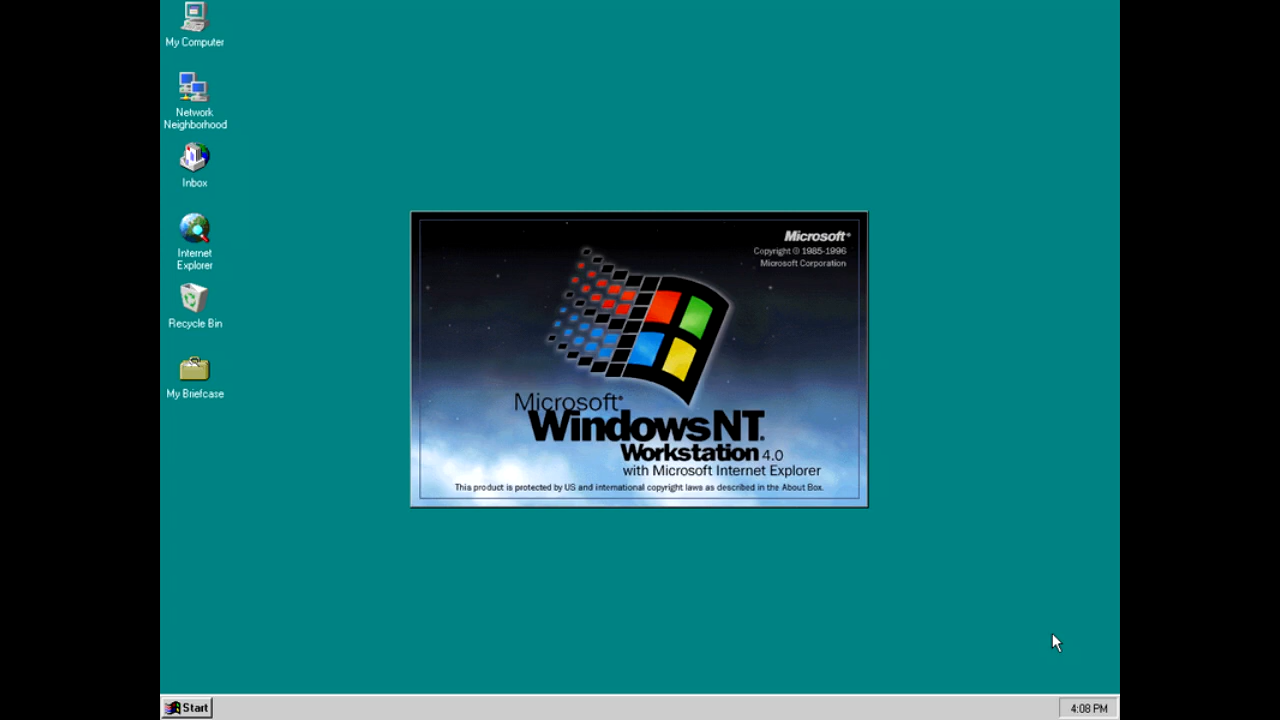 My Computer
Network
Neighborhood
Inbox
Internet
Explorer
Recycle Bin
My Briefcase
Microsoft®
Copyright © 1985-1996
Microsoft Corporation
Microsoft®
WindowsNT®
Workstation 4.0
with Microsoft Internet Explorer
This product is protected by US and international copyright laws as described in the About Box.
Start
4:08 PM